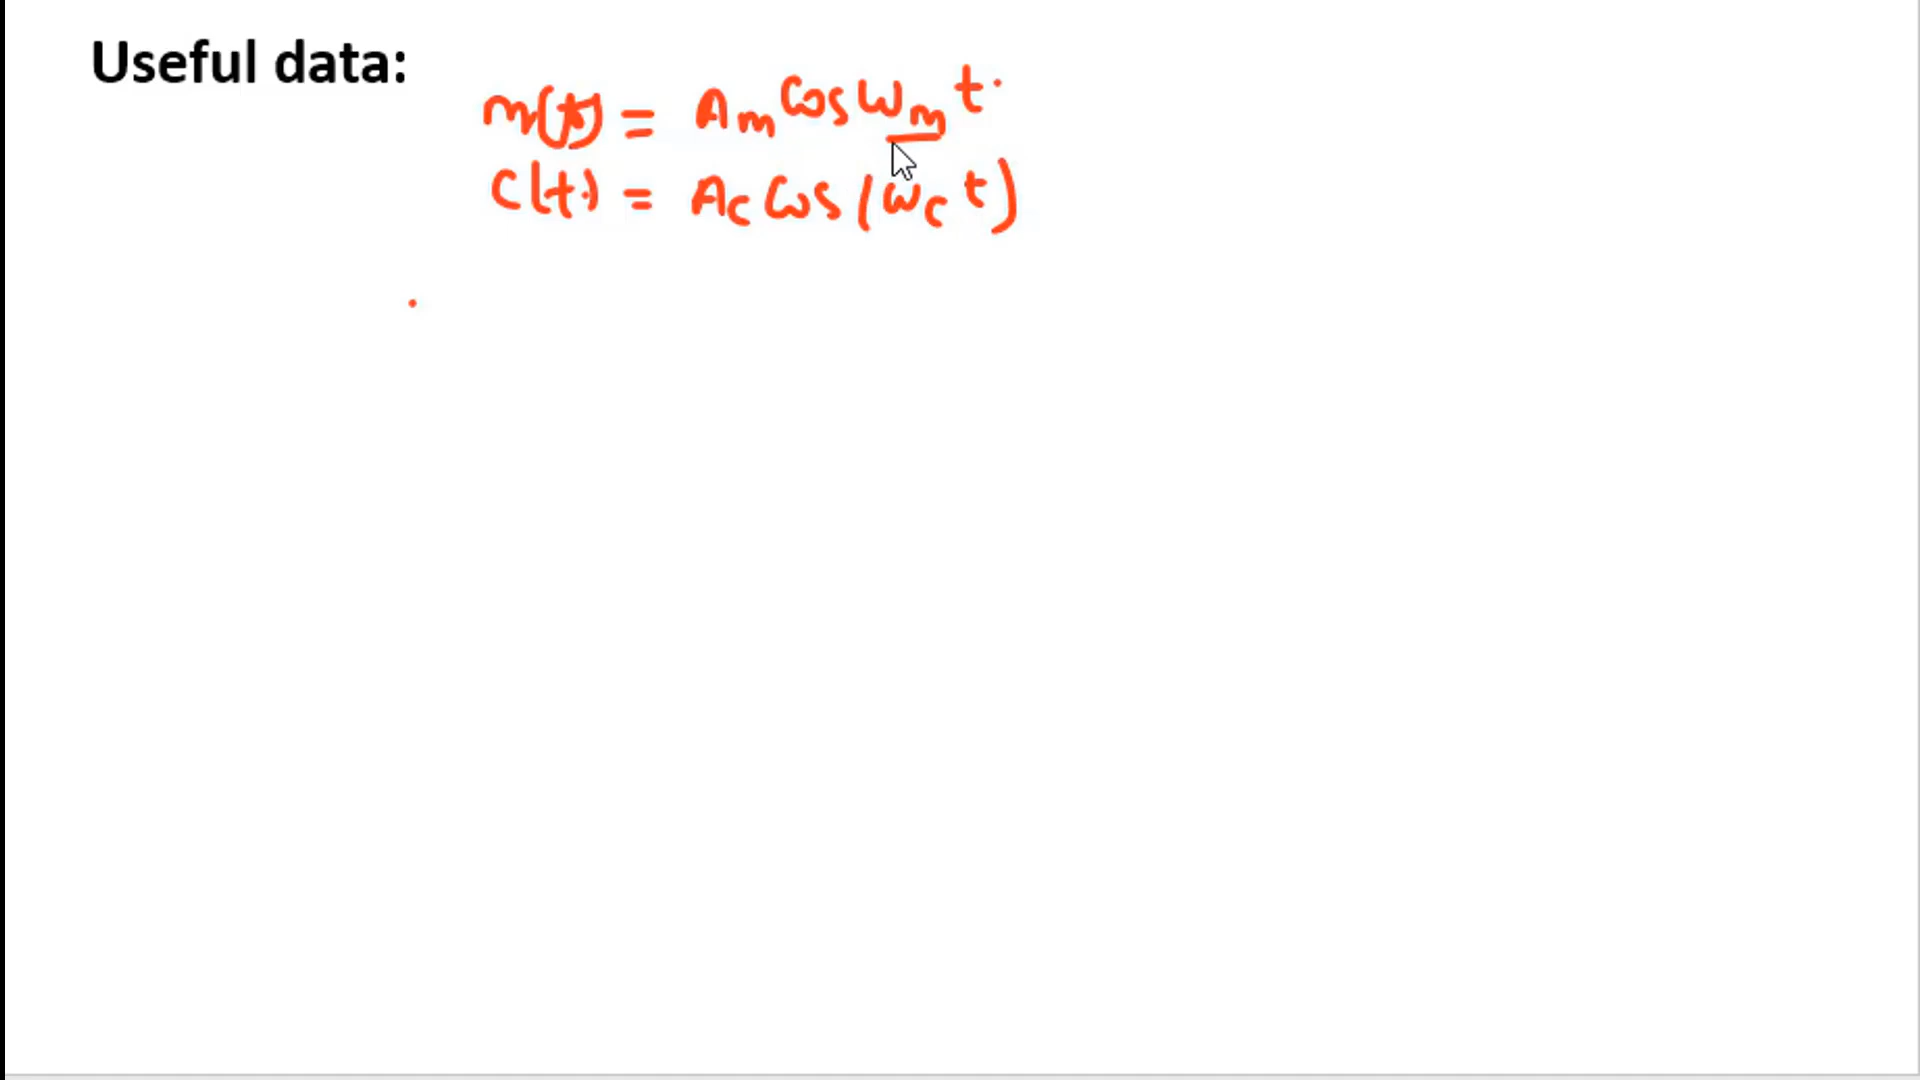 Useful data:
m(t) = Am Cos ωm t.
C(t) = Ac Cos (ωc t)